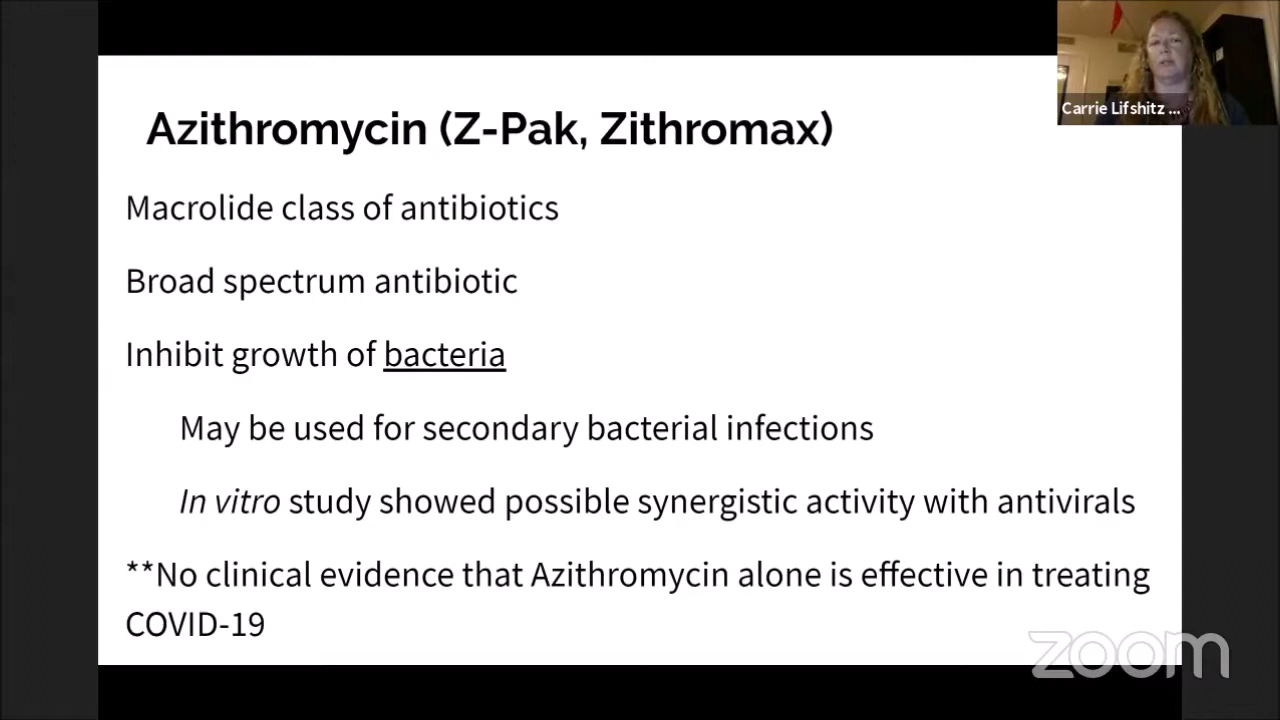 Azithromycin (Z-Pak, Zithromax)
Carrie Lifshitz ...
Macrolide class of antibiotics
Broad spectrum antibiotic
Inhibit growth of bacteria
May be used for secondary bacterial infections
In vitro study showed possible synergistic activity with antivirals
**No clinical evidence that Azithromycin alone is effective in treating
COVID-19
zoom